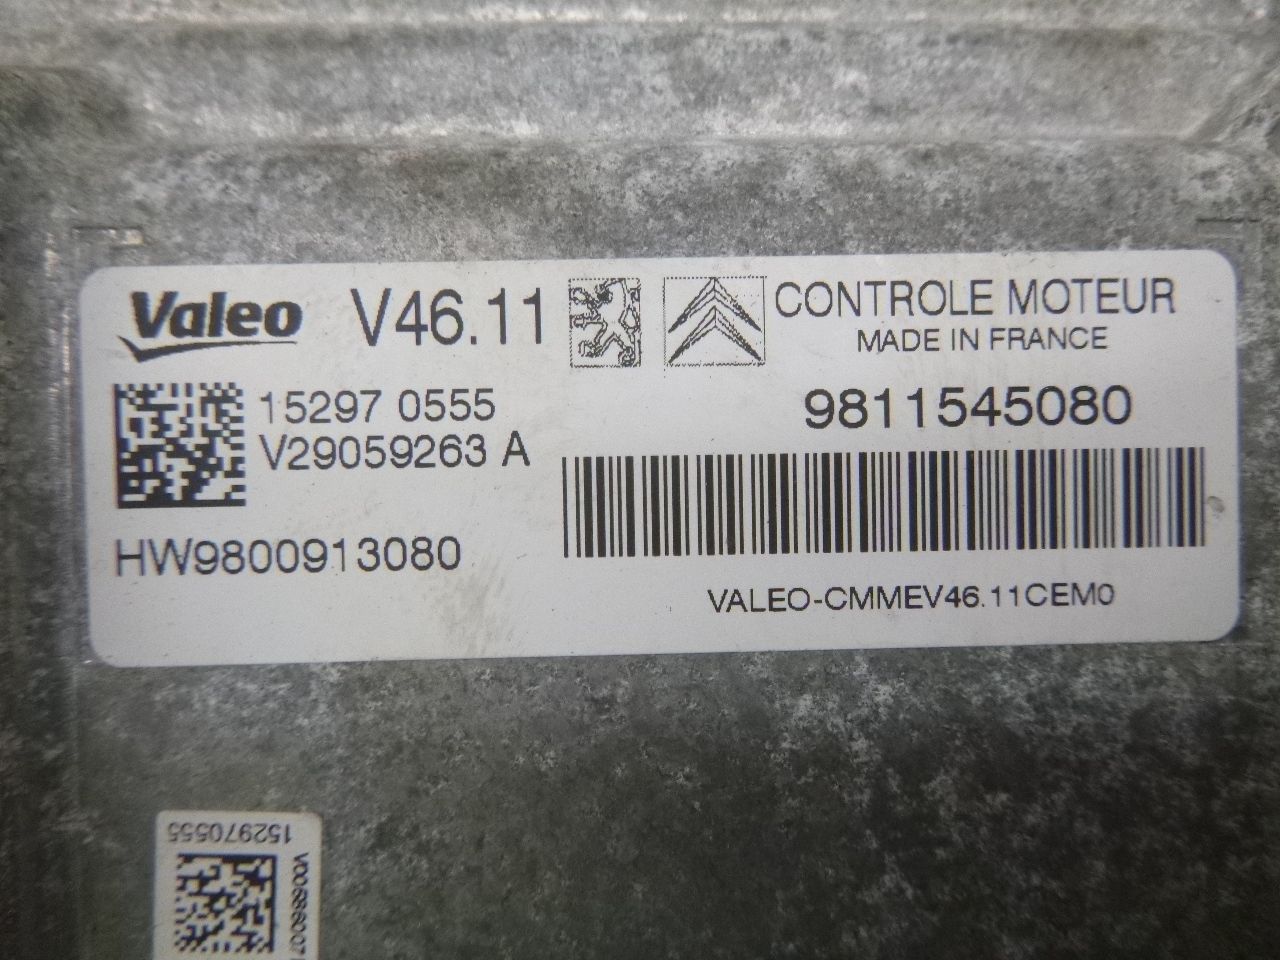 Valeo V46.11 CONTROLE MOTEUR
MADE IN FRANCE
15297 0555
V29059263 A
9811545080
HW9800913080
VALEO-CMMEV46.11CEM0
152970555